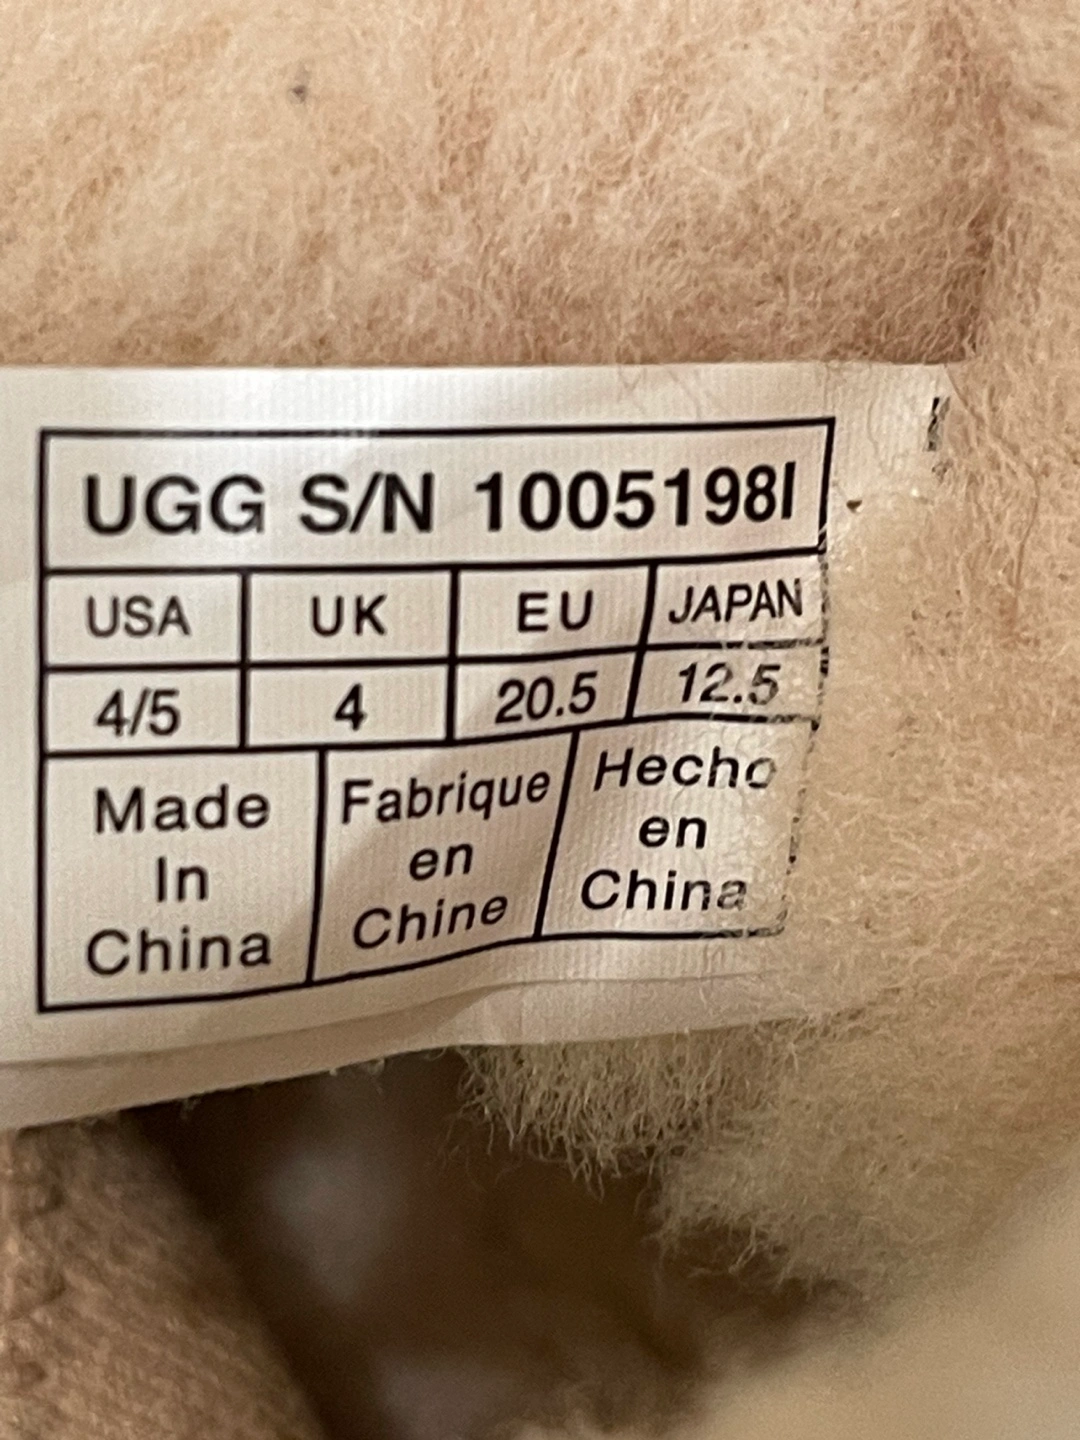 UGG S/N 1005198I
USA UK EU JAPAN
4/5 4 20.5 12.5
Made
In
China
Fabrique
en
Chine
Hecho
en
China